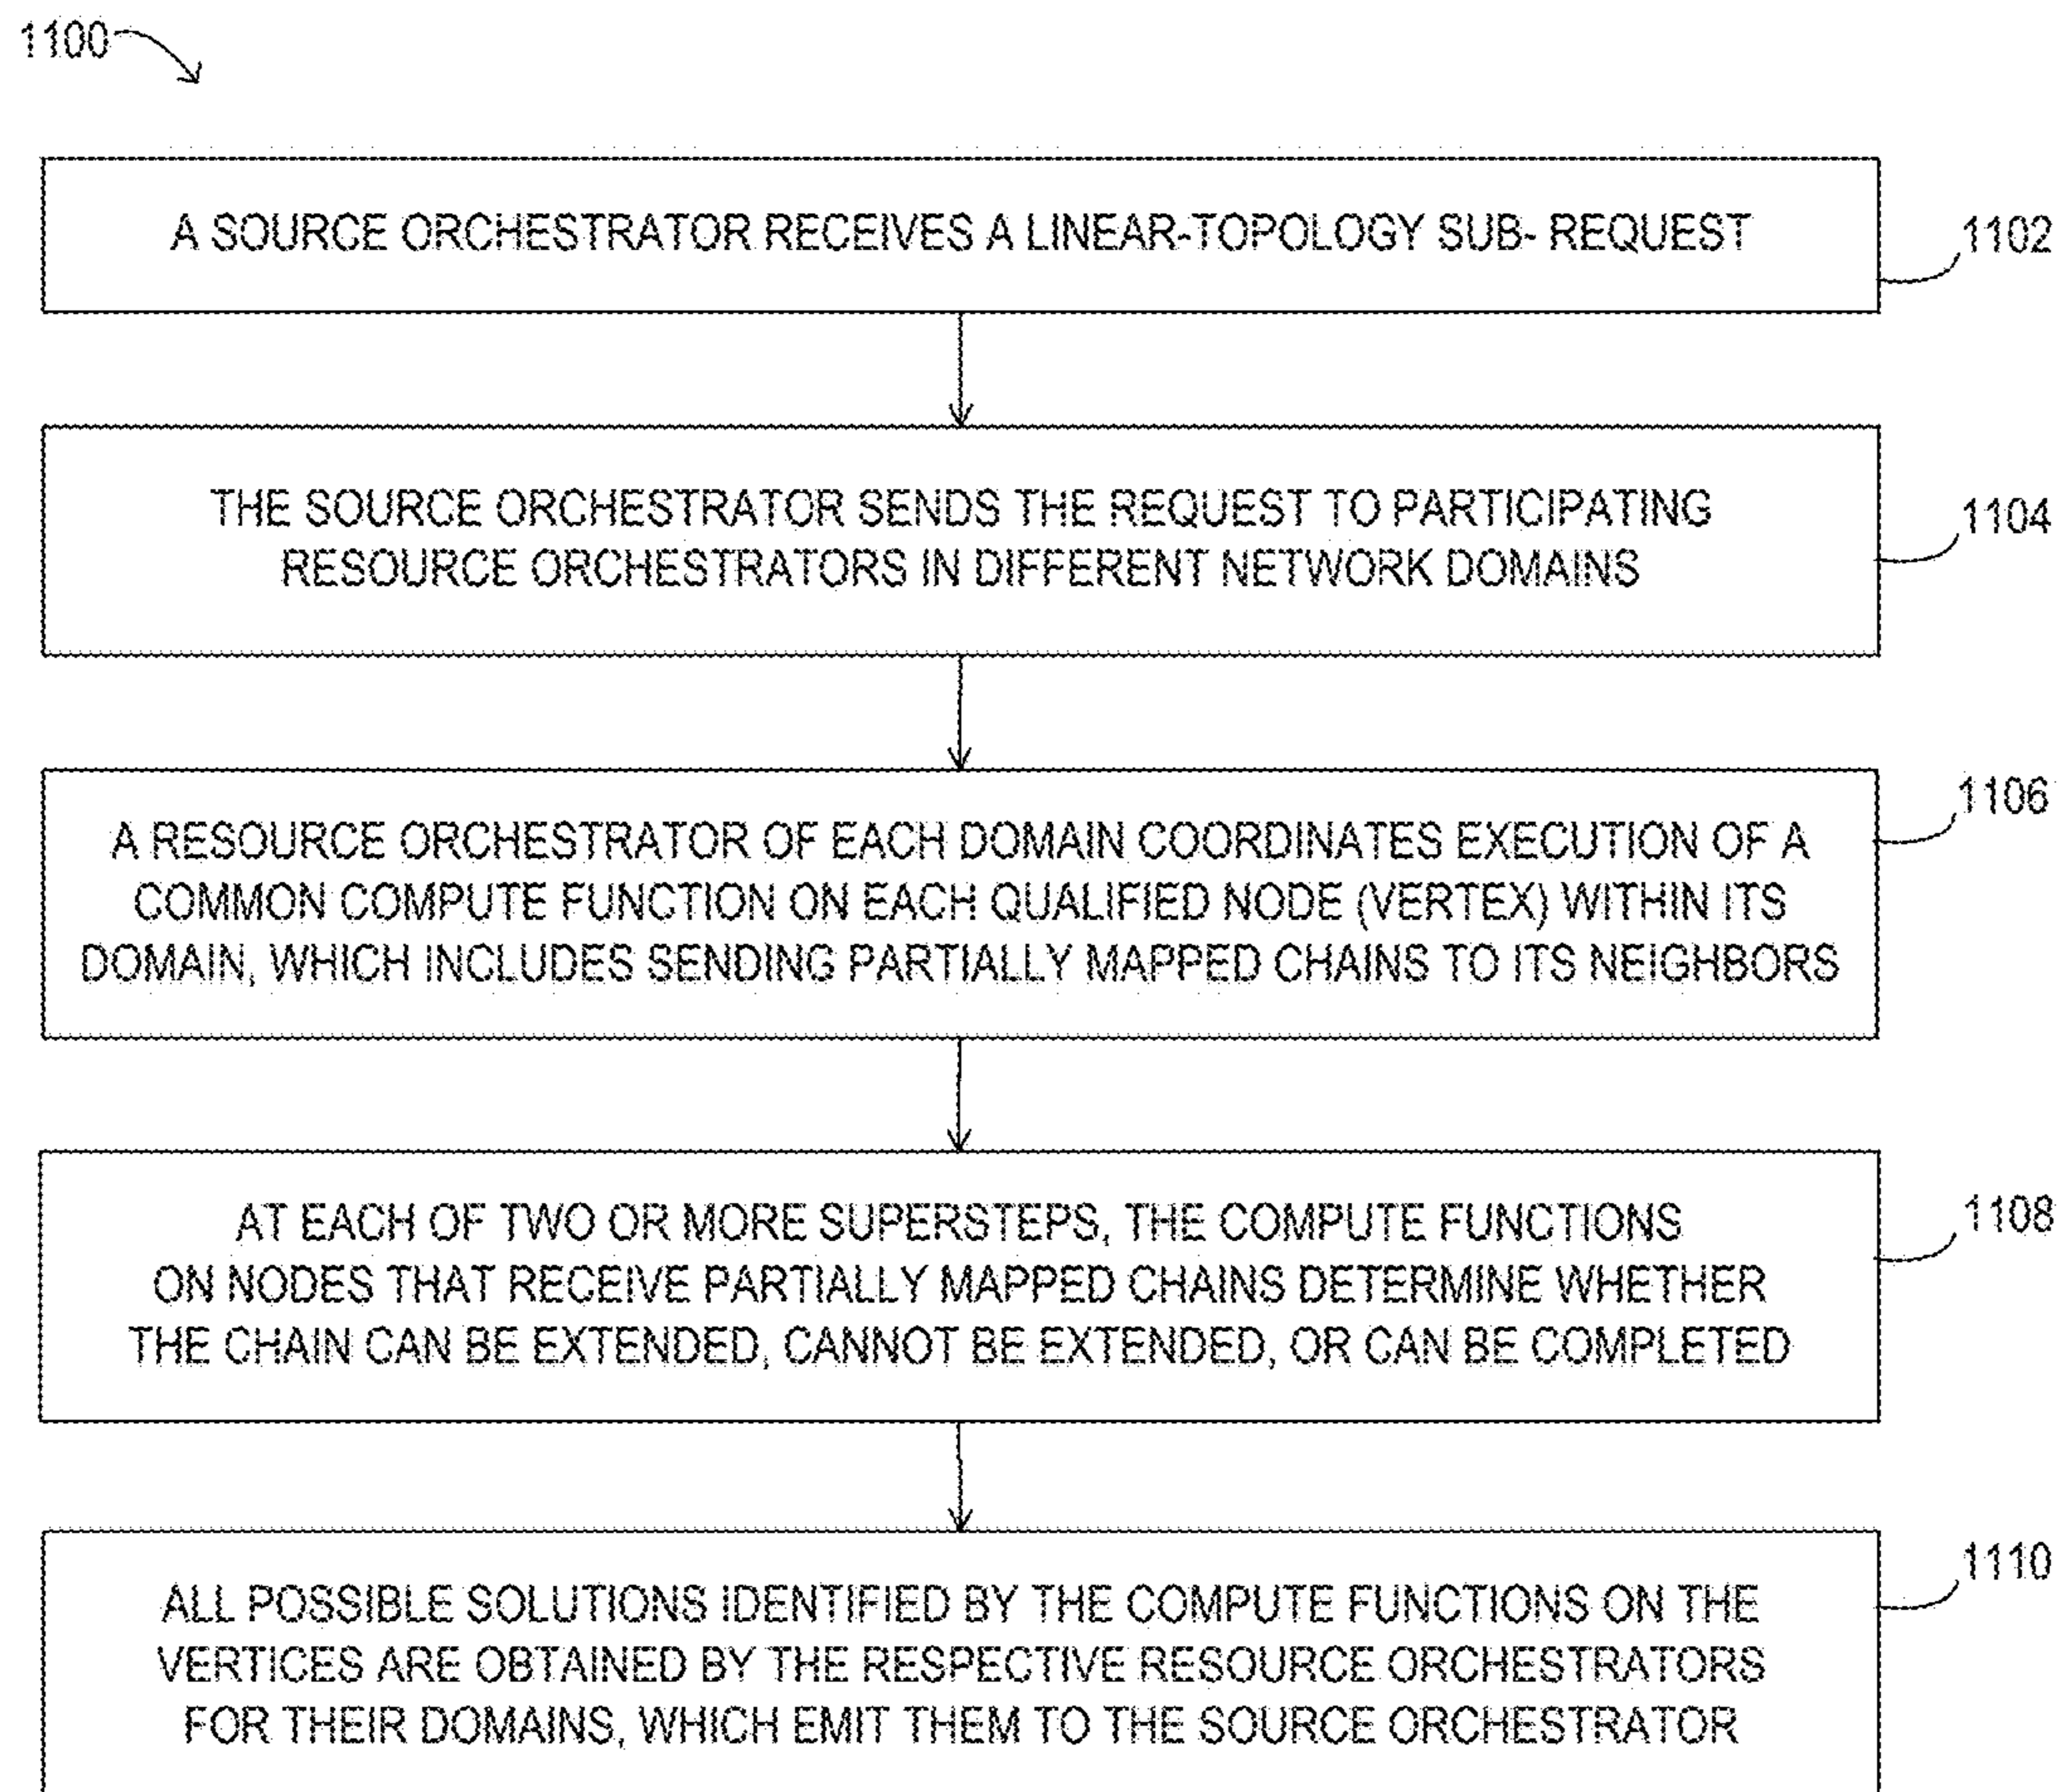 1100
A SOURCE ORCHESTRATOR RECEIVES A LINEAR-TOPOLOGY SUB- REQUEST
1102
THE SOURCE ORCHESTRATOR SENDS THE REQUEST TO PARTICIPATING
RESOURCE ORCHESTRATORS IN DIFFERENT NETWORK DOMAINS
1104
A RESOURCE ORCHESTRATOR OF EACH DOMAIN COORDINATES EXECUTION OF A
COMMON COMPUTE FUNCTION ON EACH QUALIFIED NODE (VERTEX) WITHIN ITS
DOMAIN, WHICH INCLUDES SENDING PARTIALLY MAPPED CHAINS TO ITS NEIGHBORS
1106
AT EACH OF TWO OR MORE SUPERSTEPS, THE COMPUTE FUNCTIONS
ON NODES THAT RECEIVE PARTIALLY MAPPED CHAINS DETERMINE WHETHER
THE CHAIN CAN BE EXTENDED, CANNOT BE EXTENDED, OR CAN BE COMPLETED
1108
ALL POSSIBLE SOLUTIONS IDENTIFIED BY THE COMPUTE FUNCTIONS ON THE
VERTICES ARE OBTAINED BY THE RESPECTIVE RESOURCE ORCHESTRATORS
FOR THEIR DOMAINS, WHICH EMIT THEM TO THE SOURCE ORCHESTRATOR
1110